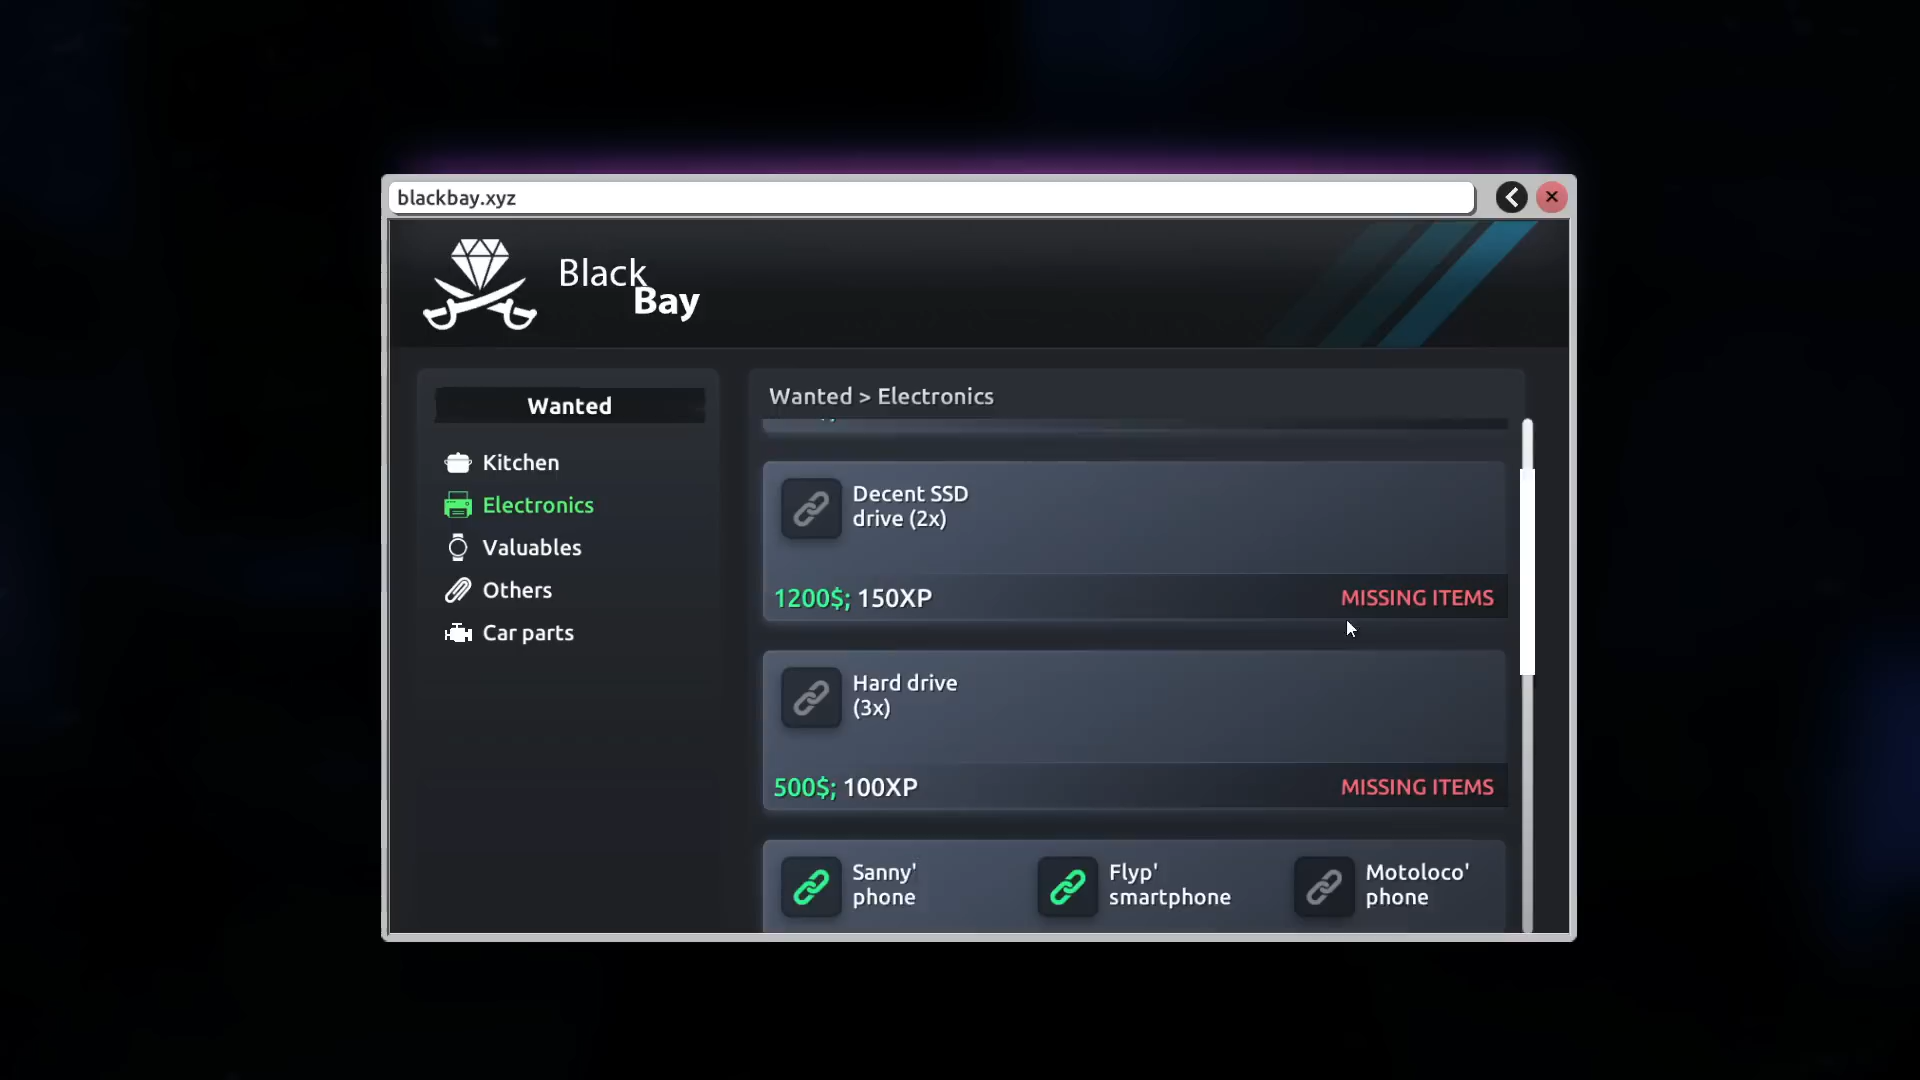 blackbay.xyz
Black
Bay
Wanted
Kitchen
Electronics
Valuables
Others
Car parts
Wanted > Electronics
Decent SSD
drive (2x)
1200$; 150XP
MISSING ITEMS
Hard drive
(3x)
500$; 100XP
MISSING ITEMS
Sanny'
phone
Flyp'
smartphone
Motoloco'
phone